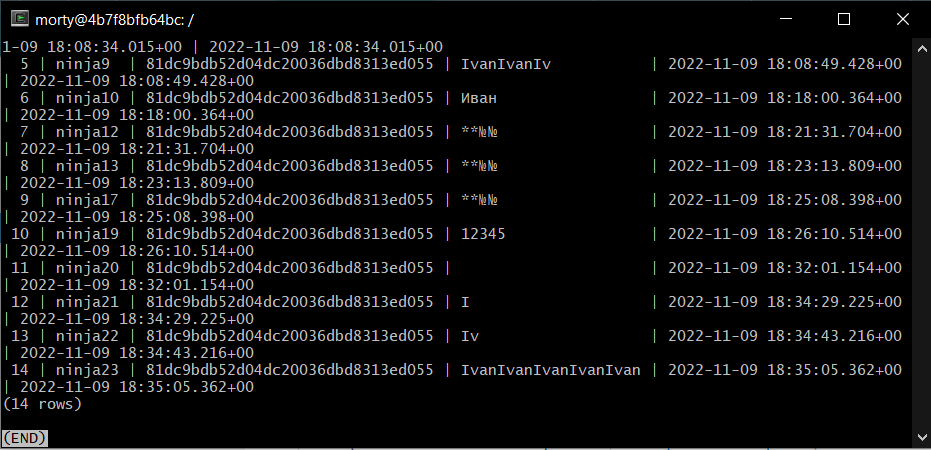 morty@4b7f8bfb64bc: /
1-09 18:08:34.015+00 | 2022-11-09 18:08:34.015+00
5 | ninja9 | 81dc9bdb52d04dc20036dbd8313ed055 | IvanIvanIv | 2022-11-09 18:08:49.428+00
| 2022-11-09 18:08:49.428+00
6 | ninja10 | 81dc9bdb52d04dc20036dbd8313ed055 | Иван | 2022-11-09 18:18:00.364+00
| 2022-11-09 18:18:00.364+00
7 | ninja12 | 81dc9bdb52d04dc20036dbd8313ed055 | **№№ | 2022-11-09 18:21:31.704+00
| 2022-11-09 18:21:31.704+00
8 | ninja13 | 81dc9bdb52d04dc20036dbd8313ed055 | **№№ | 2022-11-09 18:23:13.809+00
| 2022-11-09 18:23:13.809+00
9 | ninja17 | 81dc9bdb52d04dc20036dbd8313ed055 | **№№ | 2022-11-09 18:25:08.398+00
| 2022-11-09 18:25:08.398+00
10 | ninja19 | 81dc9bdb52d04dc20036dbd8313ed055 | 12345 | 2022-11-09 18:26:10.514+00
| 2022-11-09 18:26:10.514+00
11 | ninja20 | 81dc9bdb52d04dc20036dbd8313ed055 | | 2022-11-09 18:32:01.154+00
| 2022-11-09 18:32:01.154+00
12 | ninja21 | 81dc9bdb52d04dc20036dbd8313ed055 | I | 2022-11-09 18:34:29.225+00
| 2022-11-09 18:34:29.225+00
13 | ninja22 | 81dc9bdb52d04dc20036dbd8313ed055 | Iv | 2022-11-09 18:34:43.216+00
| 2022-11-09 18:34:43.216+00
14 | ninja23 | 81dc9bdb52d04dc20036dbd8313ed055 | IvanIvanIvanIvanIvan | 2022-11-09 18:35:05.362+00
| 2022-11-09 18:35:05.362+00
(14 rows)
(END)